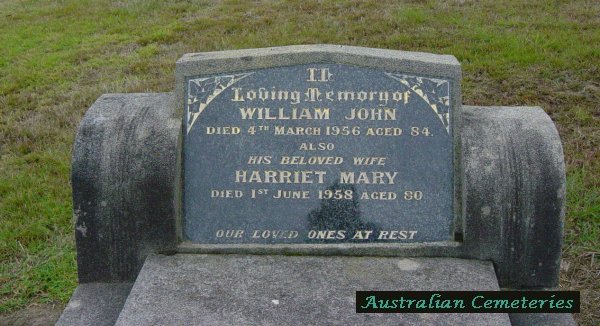 In
Loving Memory of
WILLIAM JOHN
DIED 4TH MARCH 1956 AGED 84.
ALSO
HIS BELOVED WIFE
HARRIET MARY
DIED 1ST JUNE 1958 AGED 80
OUR LOVED ONES AT REST
Australian Cemeteries